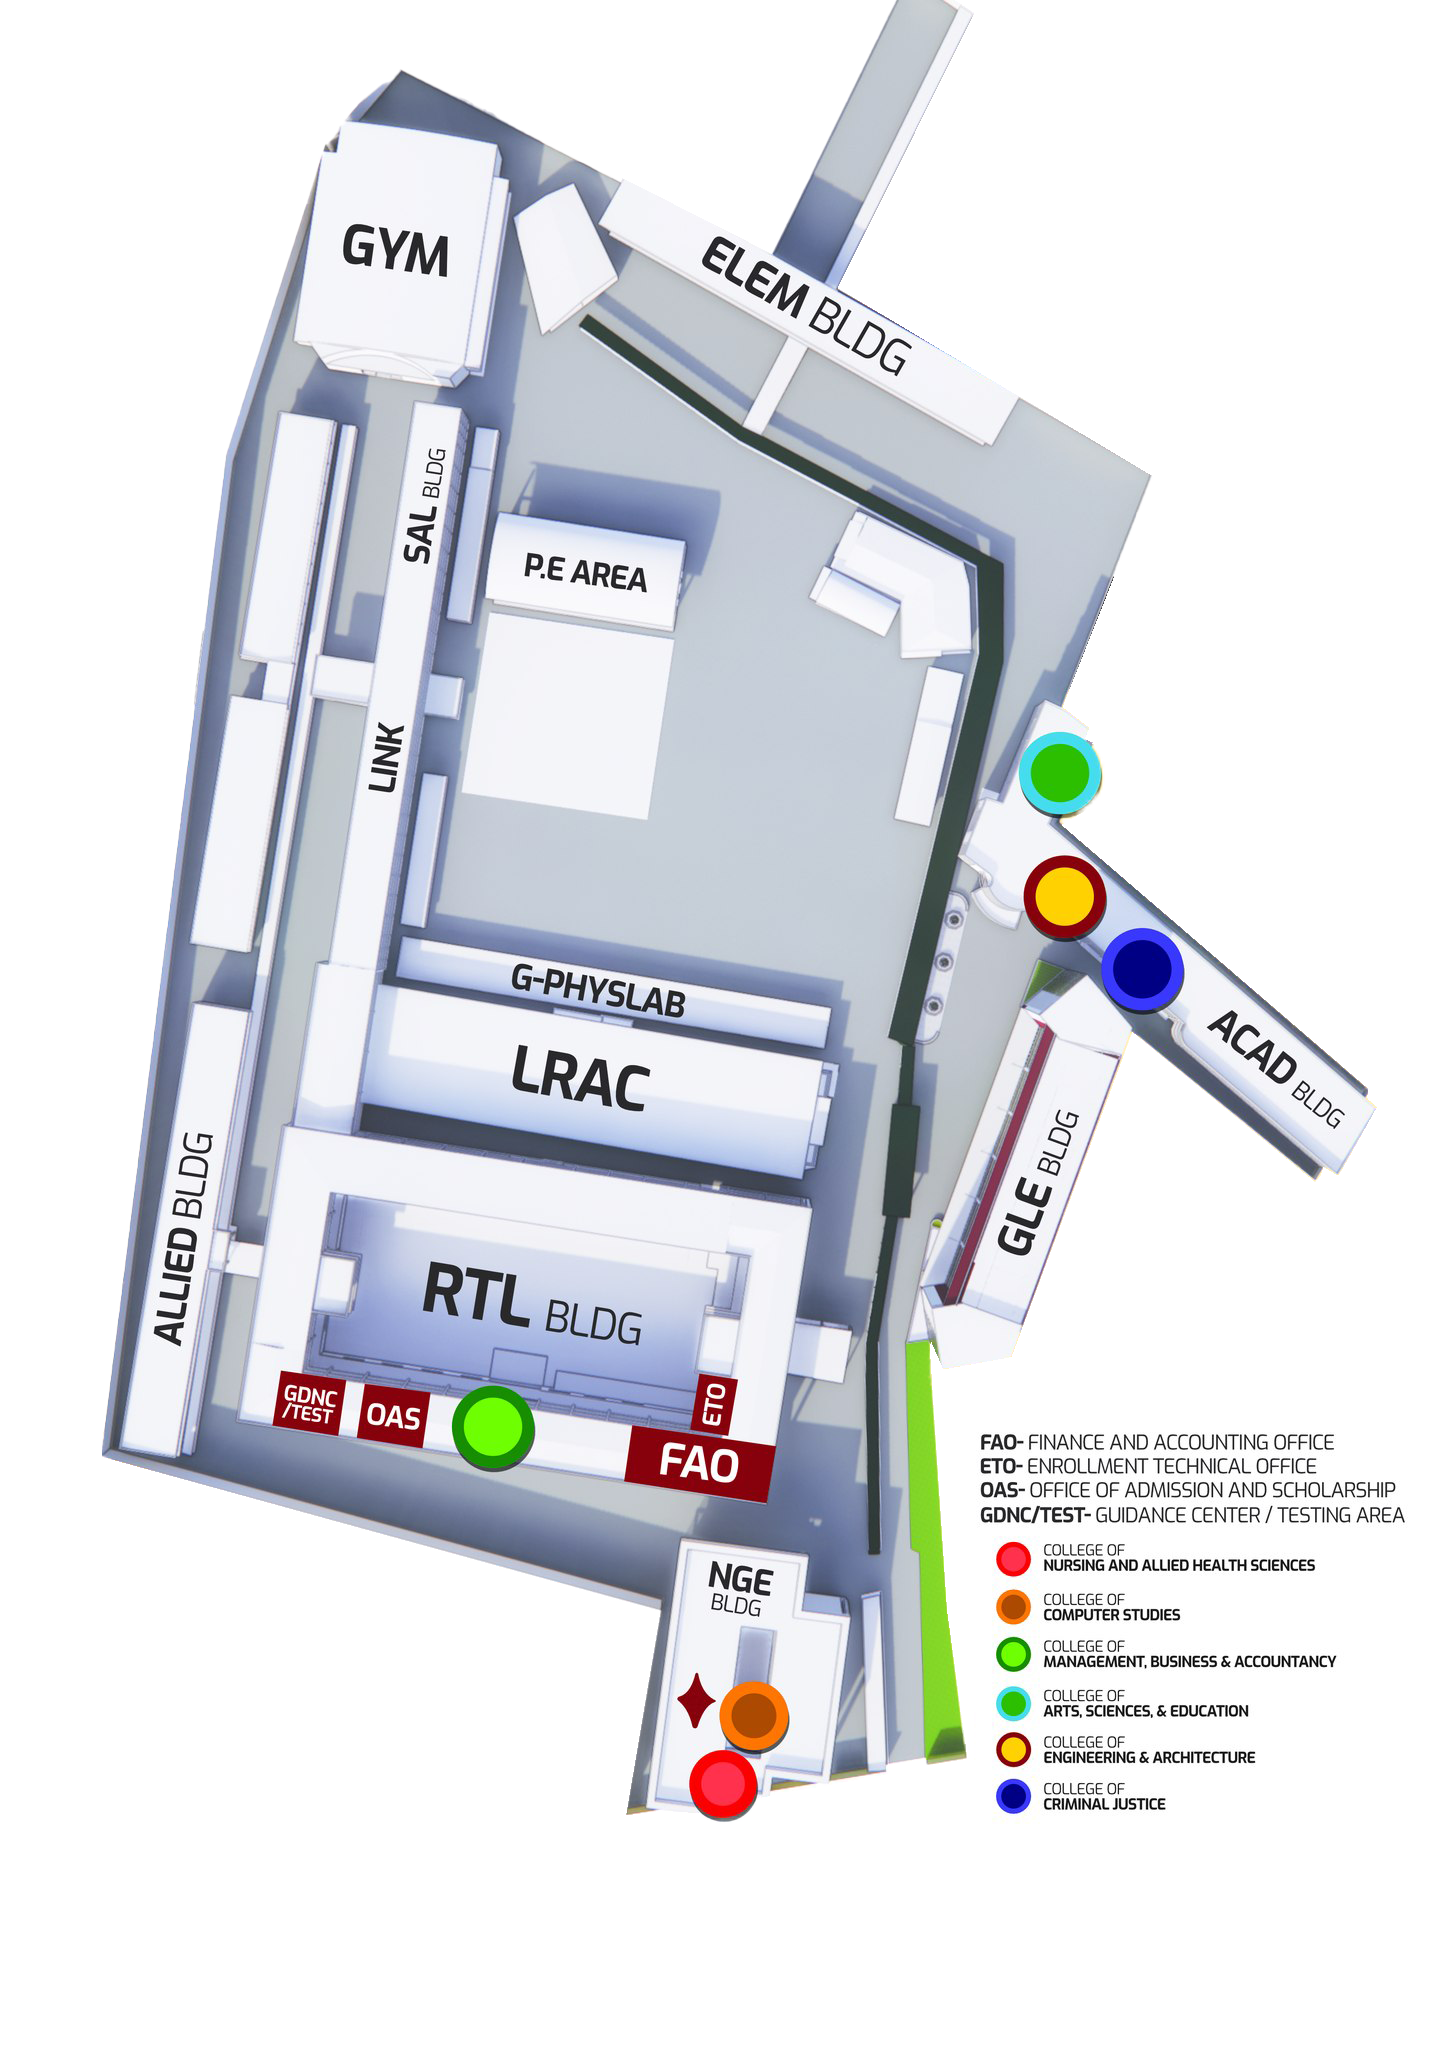 GYM
ELEM BLDG
SAL BLDG
P.E AREA
LINK
G-PHYSLAB
LRAC
ACAD BLDG
GLE BLDG
ALLIED BLDG
RTL BLDG
GDNC
/TEST
OAS
ETO
FAO
NGE
BLDG
FAO- FINANCE AND ACCOUNTING OFFICE
ETO- ENROLLMENT TECHNICAL OFFICE
OAS- OFFICE OF ADMISSION AND SCHOLARSHIP
GDNC/TEST- GUIDANCE CENTER / TESTING AREA
COLLEGE OF
NURSING AND ALLIED HEALTH SCIENCES
COLLEGE OF
COMPUTER STUDIES
COLLEGE OF
MANAGEMENT, BUSINESS & ACCOUNTANCY
COLLEGE OF
ARTS, SCIENCES, & EDUCATION
COLLEGE OF
ENGINEERING & ARCHITECTURE
COLLEGE OF
CRIMINAL JUSTICE